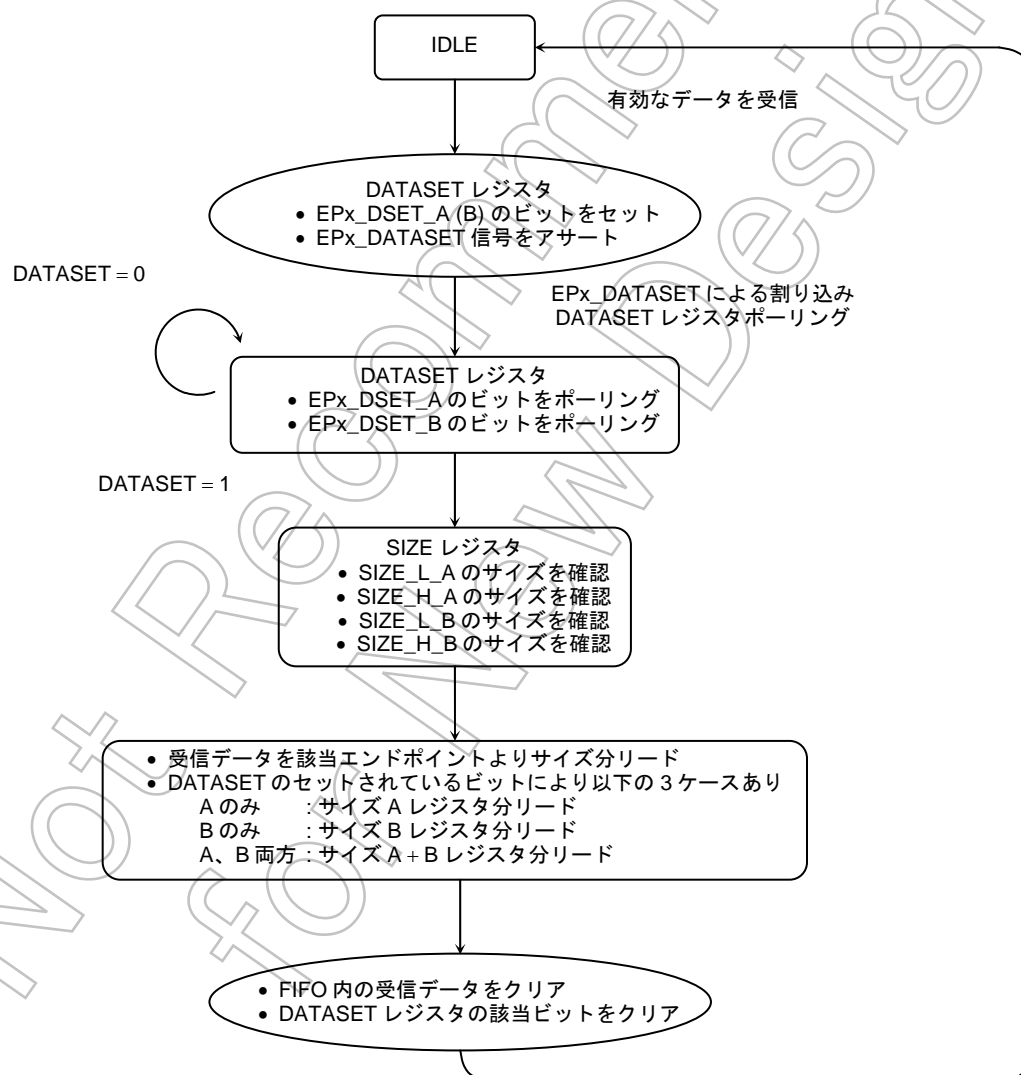 IDLE
有効なデータを受信
DATASET レジスタ
• EPx_DSET_A (B) のビットをセット
• EPx_DATASET 信号をアサート
DATASET = 0
EPx_DATASET による割り込み
DATASET レジスタポーリング
DATASET レジスタ
• EPx_DSET_A のビットをポーリング
• EPx_DSET_B のビットをポーリング
DATASET = 1
SIZE レジスタ
• SIZE_L_A のサイズを確認
• SIZE_H_A のサイズを確認
• SIZE_L_B のサイズを確認
• SIZE_H_B のサイズを確認
• 受信データを該当エンドポイントよりサイズ分リード
• DATASET のセットされているビットにより以下の 3 ケースあり
A のみ : サイズ A レジスタ分リード
B のみ : サイズ B レジスタ分リード
A、B 両方 : サイズ A + B レジスタ分リード
• FIFO 内の受信データをクリア
• DATASET レジスタの該当ビットをクリア
Not Recommen
for New Design